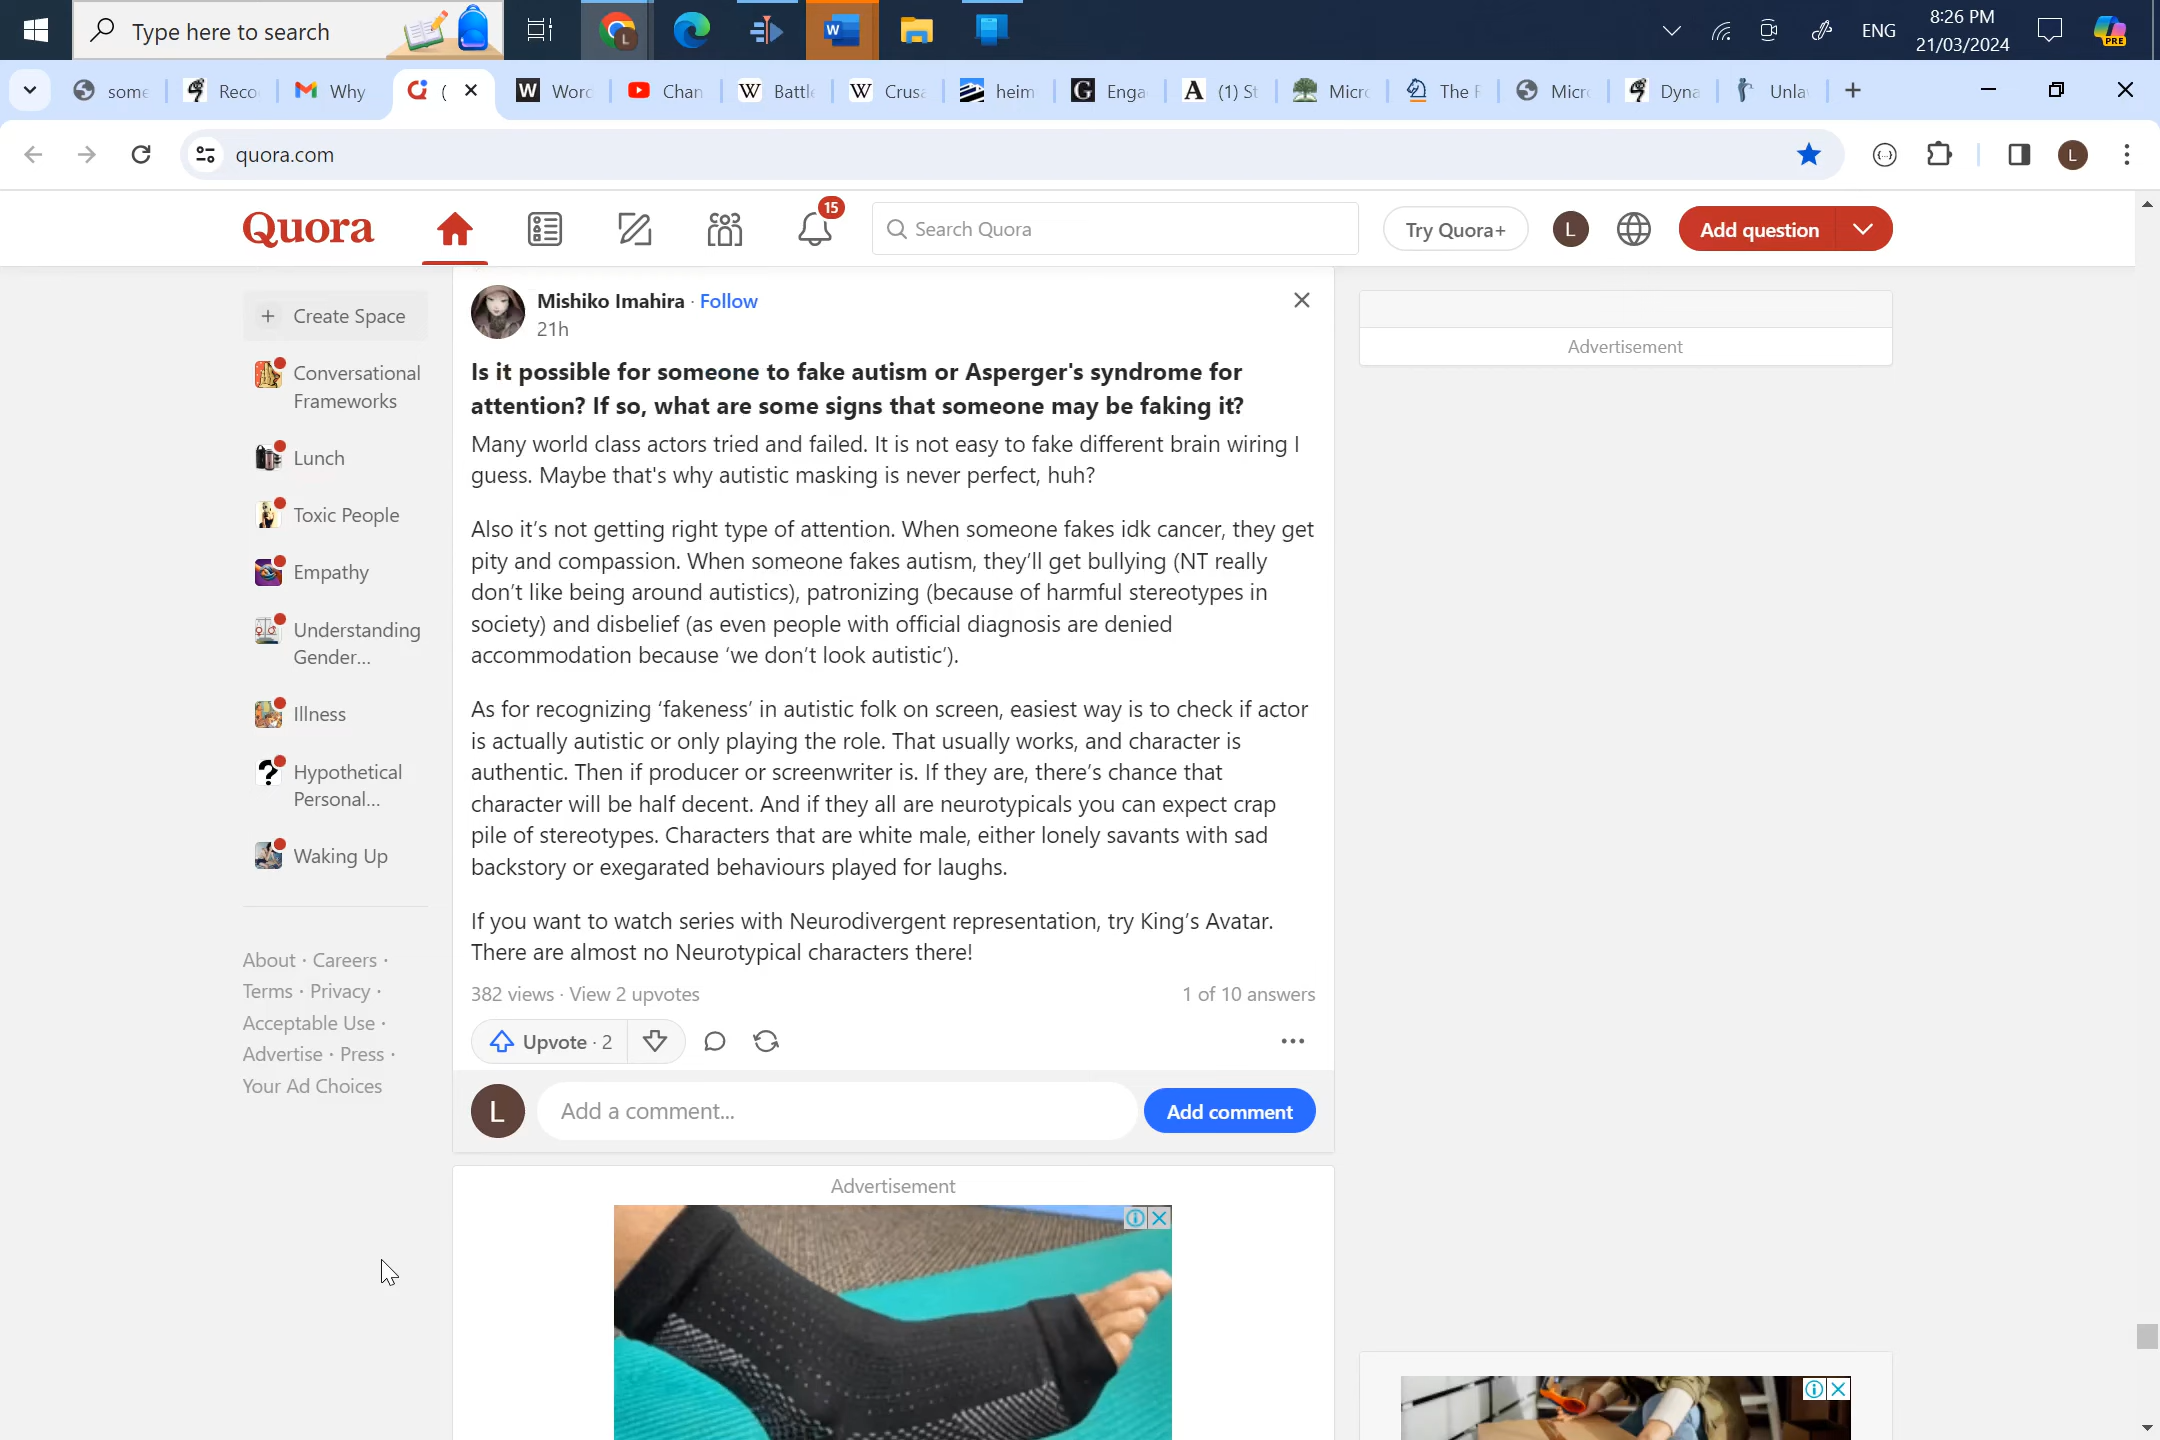 Type here to search
ENG
8:26 PM
21/03/2024
PRE
some
Reco
Why
(
Word
Chan
Battle
Crusa
heim
Enga
(1) St
Micro
The F
Micro
Dyna
Unla
quora.com
L
Quora
15
Search Quora
Try Quora+
L
Add question
Create Space
Conversational
Frameworks
Lunch
Toxic People
Empathy
Understanding
Gender...
Illness
Hypothetical
Personal...
Waking Up
About · Careers ·
Terms · Privacy ·
Acceptable Use ·
Advertise · Press ·
Your Ad Choices
Mishiko Imahira · Follow
21h
Is it possible for someone to fake autism or Asperger's syndrome for
attention? If so, what are some signs that someone may be faking it?
Many world class actors tried and failed. It is not easy to fake different brain wiring I
guess. Maybe that's why autistic masking is never perfect, huh?
Also it’s not getting right type of attention. When someone fakes idk cancer, they get
pity and compassion. When someone fakes autism, they’ll get bullying (NT really
don’t like being around autistics), patronizing (because of harmful stereotypes in
society) and disbelief (as even people with official diagnosis are denied
accommodation because ‘we don’t look autistic’).
As for recognizing ‘fakeness’ in autistic folk on screen, easiest way is to check if actor
is actually autistic or only playing the role. That usually works, and character is
authentic. Then if producer or screenwriter is. If they are, there’s chance that
character will be half decent. And if they all are neurotypicals you can expect crap
pile of stereotypes. Characters that are white male, either lonely savants with sad
backstory or exegarated behaviours played for laughs.
If you want to watch series with Neurodivergent representation, try King’s Avatar.
There are almost no Neurotypical characters there!
382 views · View 2 upvotes
1 of 10 answers
Upvote · 2
L
Add a comment...
Add comment
Advertisement
Advertisement